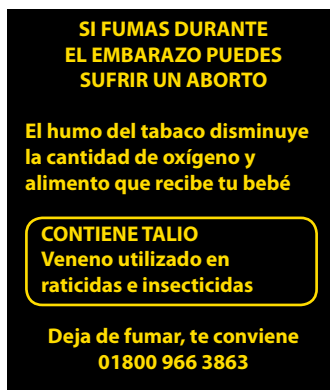 SI FUMAS DURANTE
EL EMBARAZO PUEDES
SUFRIR UN ABORTO
El humo del tabaco disminuye
la cantidad de oxígeno y
alimento que recibe tu bebé
CONTIENE TALIO
Veneno utilizado en
raticidas e insecticidas
Deja de fumar, te conviene
01800 966 3863